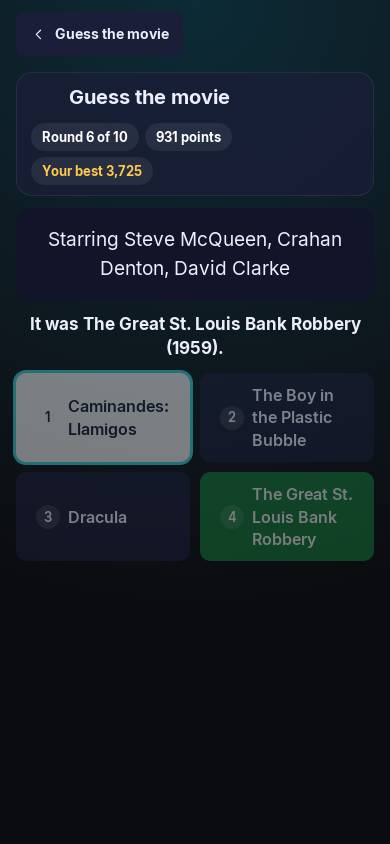 Guess the movie
Guess the movie
Round 6 of 10
931 points
Your best 3,725
Starring Steve McQueen, Crahan
Denton, David Clarke
It was The Great St. Louis Bank Robbery
(1959).
1
Caminandes:
Llamigos
2
The Boy in
the Plastic
Bubble
3
Dracula
4
The Great St.
Louis Bank
Robbery